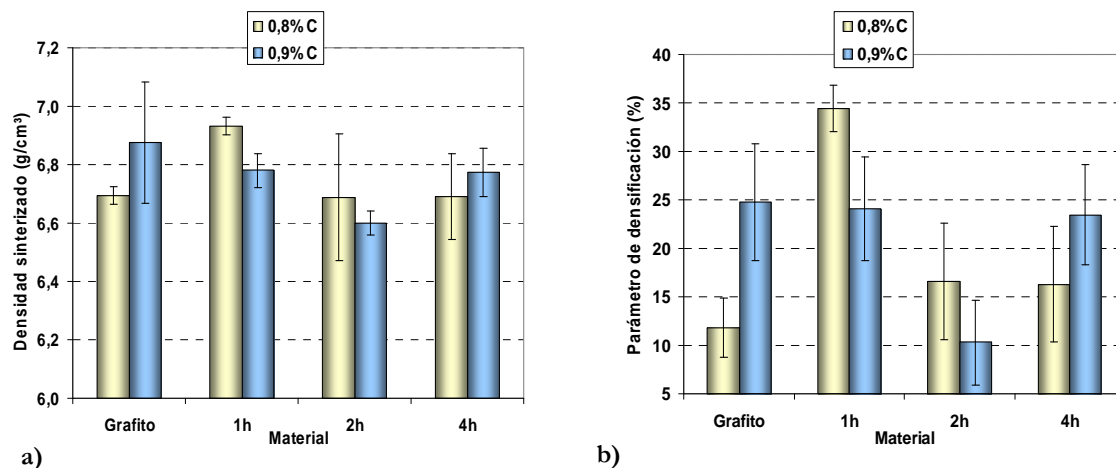 0,8%C
0,9%C
Densidad sinterizado (g/cm³)
7,2
7,0
6,8
6,6
6,4
6,2
6,0
Grafito 1h 2h 4h
Material
a)
0,8%C
0,9%C
Parámetro de densificación (%)
40
35
30
25
20
15
10
5
Grafito 1h 2h 4h
Material
b)